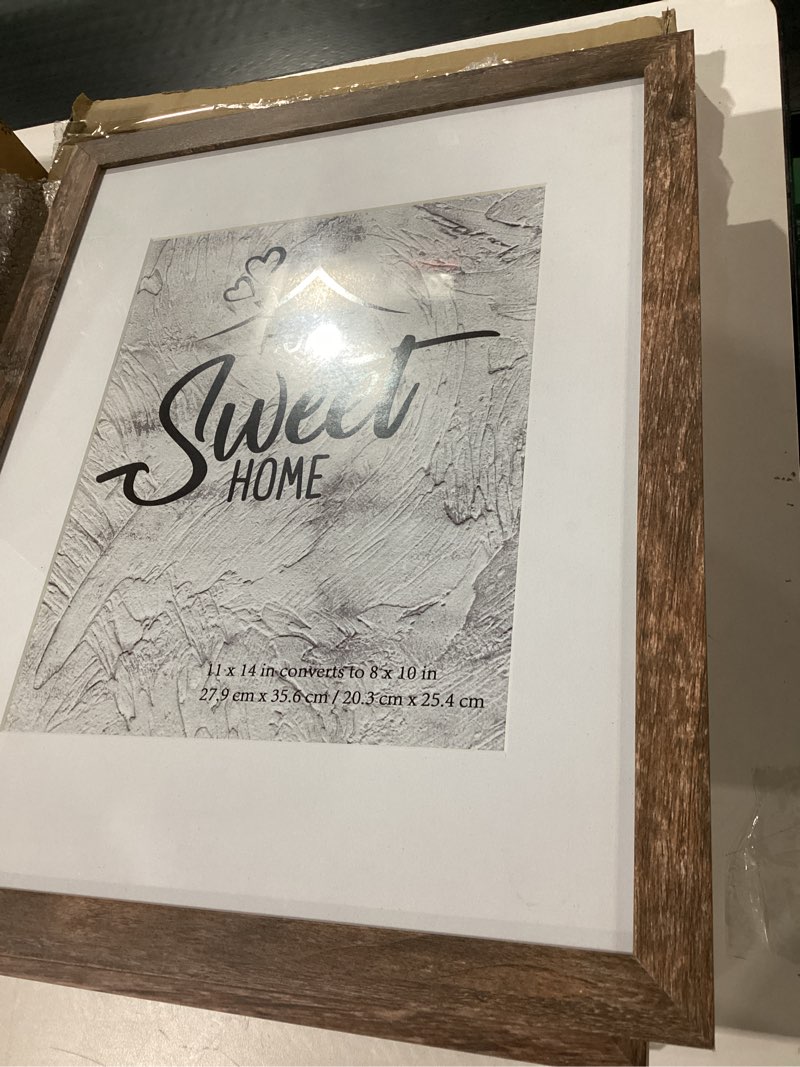 Sweet
HOME
11 x 14 in converts to 8 x 10 in
27.9 cm x 35.6 cm / 20.3 cm x 25.4 cm